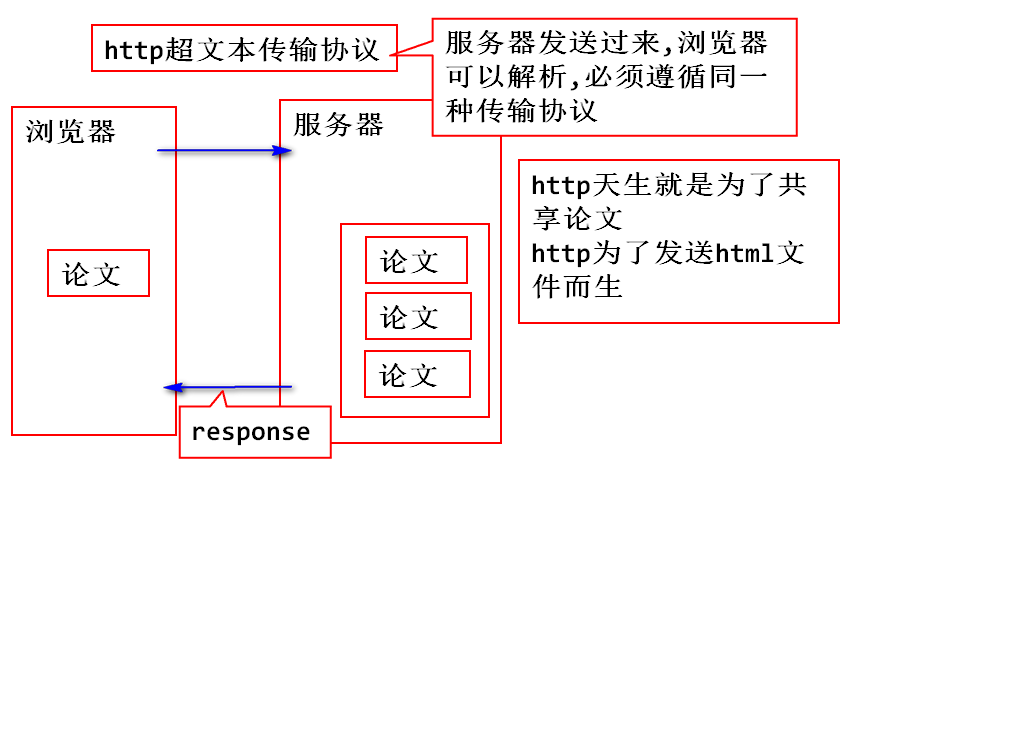 http超文本传输协议
服务器发送过来,浏览器
可以解析,必须遵循同一
种传输协议
浏览器
服务器
http天生就是为了共
享论文
http为了发送html文
件而生
论文
论文
论文
论文
response